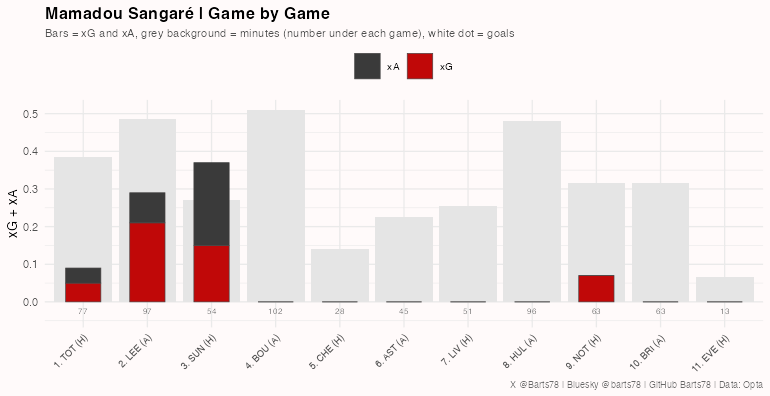 Mamadou Sangaré | Game by Game
Bars = xG and xA, grey background = minutes (number under each game), white dot = goals
xA xG
xG + xA
0.5
0.4
0.3
0.2
0.1
0.0
77 97 54 102 28 45 51 96 63 63 13
1. TOT (H) 2. LEE (A) 3. SUN (H) 4. BOU (A) 5. CHE (H) 6. AST (A) 7. LIV (H) 8. HUL (A) 9. NOT (H) 10. BRI (A) 11. EVE (H)
X @Barts78 | Bluesky @barts78 | GitHub Barts78 | Data: Opta